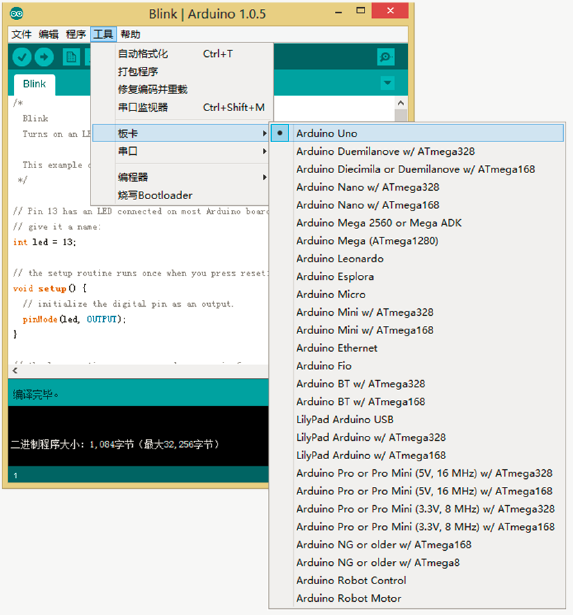 Blink | Arduino 1.0.5
文件 编辑 程序 工具 帮助
自动格式化 Ctrl+T
打包程序
修复编码并重载
串口监视器 Ctrl+Shift+M
板卡
串口
编程器
烧写Bootloader
Blink
/*
Blink
Turns on an LE
This example c
*/
// Pin 13 has an LED connected on most Arduino board
// give it a name:
int led = 13;
// the setup routine runs once when you press reset:
void setup() {
// initialize the digital pin as an output.
pinMode(led, OUTPUT);
}
编译完毕。
二进制程序大小: 1,084字节 (最大32,256字节)
1
Arduino Uno
Arduino Duemilanove w/ ATmega328
Arduino Diecimila or Duemilanove w/ ATmega168
Arduino Nano w/ ATmega328
Arduino Nano w/ ATmega168
Arduino Mega 2560 or Mega ADK
Arduino Mega (ATmega1280)
Arduino Leonardo
Arduino Esplora
Arduino Micro
Arduino Mini w/ ATmega328
Arduino BT w/ ATmega168
Arduino Ethernet
Arduino Fio
Arduino BT w/ ATmega328
Arduino BT w/ ATmega168
LilyPad Arduino USB
LilyPad Arduino w/ ATmega328
LilyPad Arduino w/ ATmega168
Arduino Pro or Pro Mini (5V, 16 MHz) w/ ATmega328
Arduino Pro or Pro Mini (5V, 16 MHz) w/ ATmega168
Arduino Pro or Pro Mini (3.3V, 8 MHz) w/ ATmega328
Arduino Pro or Pro Mini (3.3V, 8 MHz) w/ ATmega168
Arduino NG or older w/ ATmega168
Arduino NG or older w/ ATmega8
Arduino Robot Control
Arduino Robot Motor